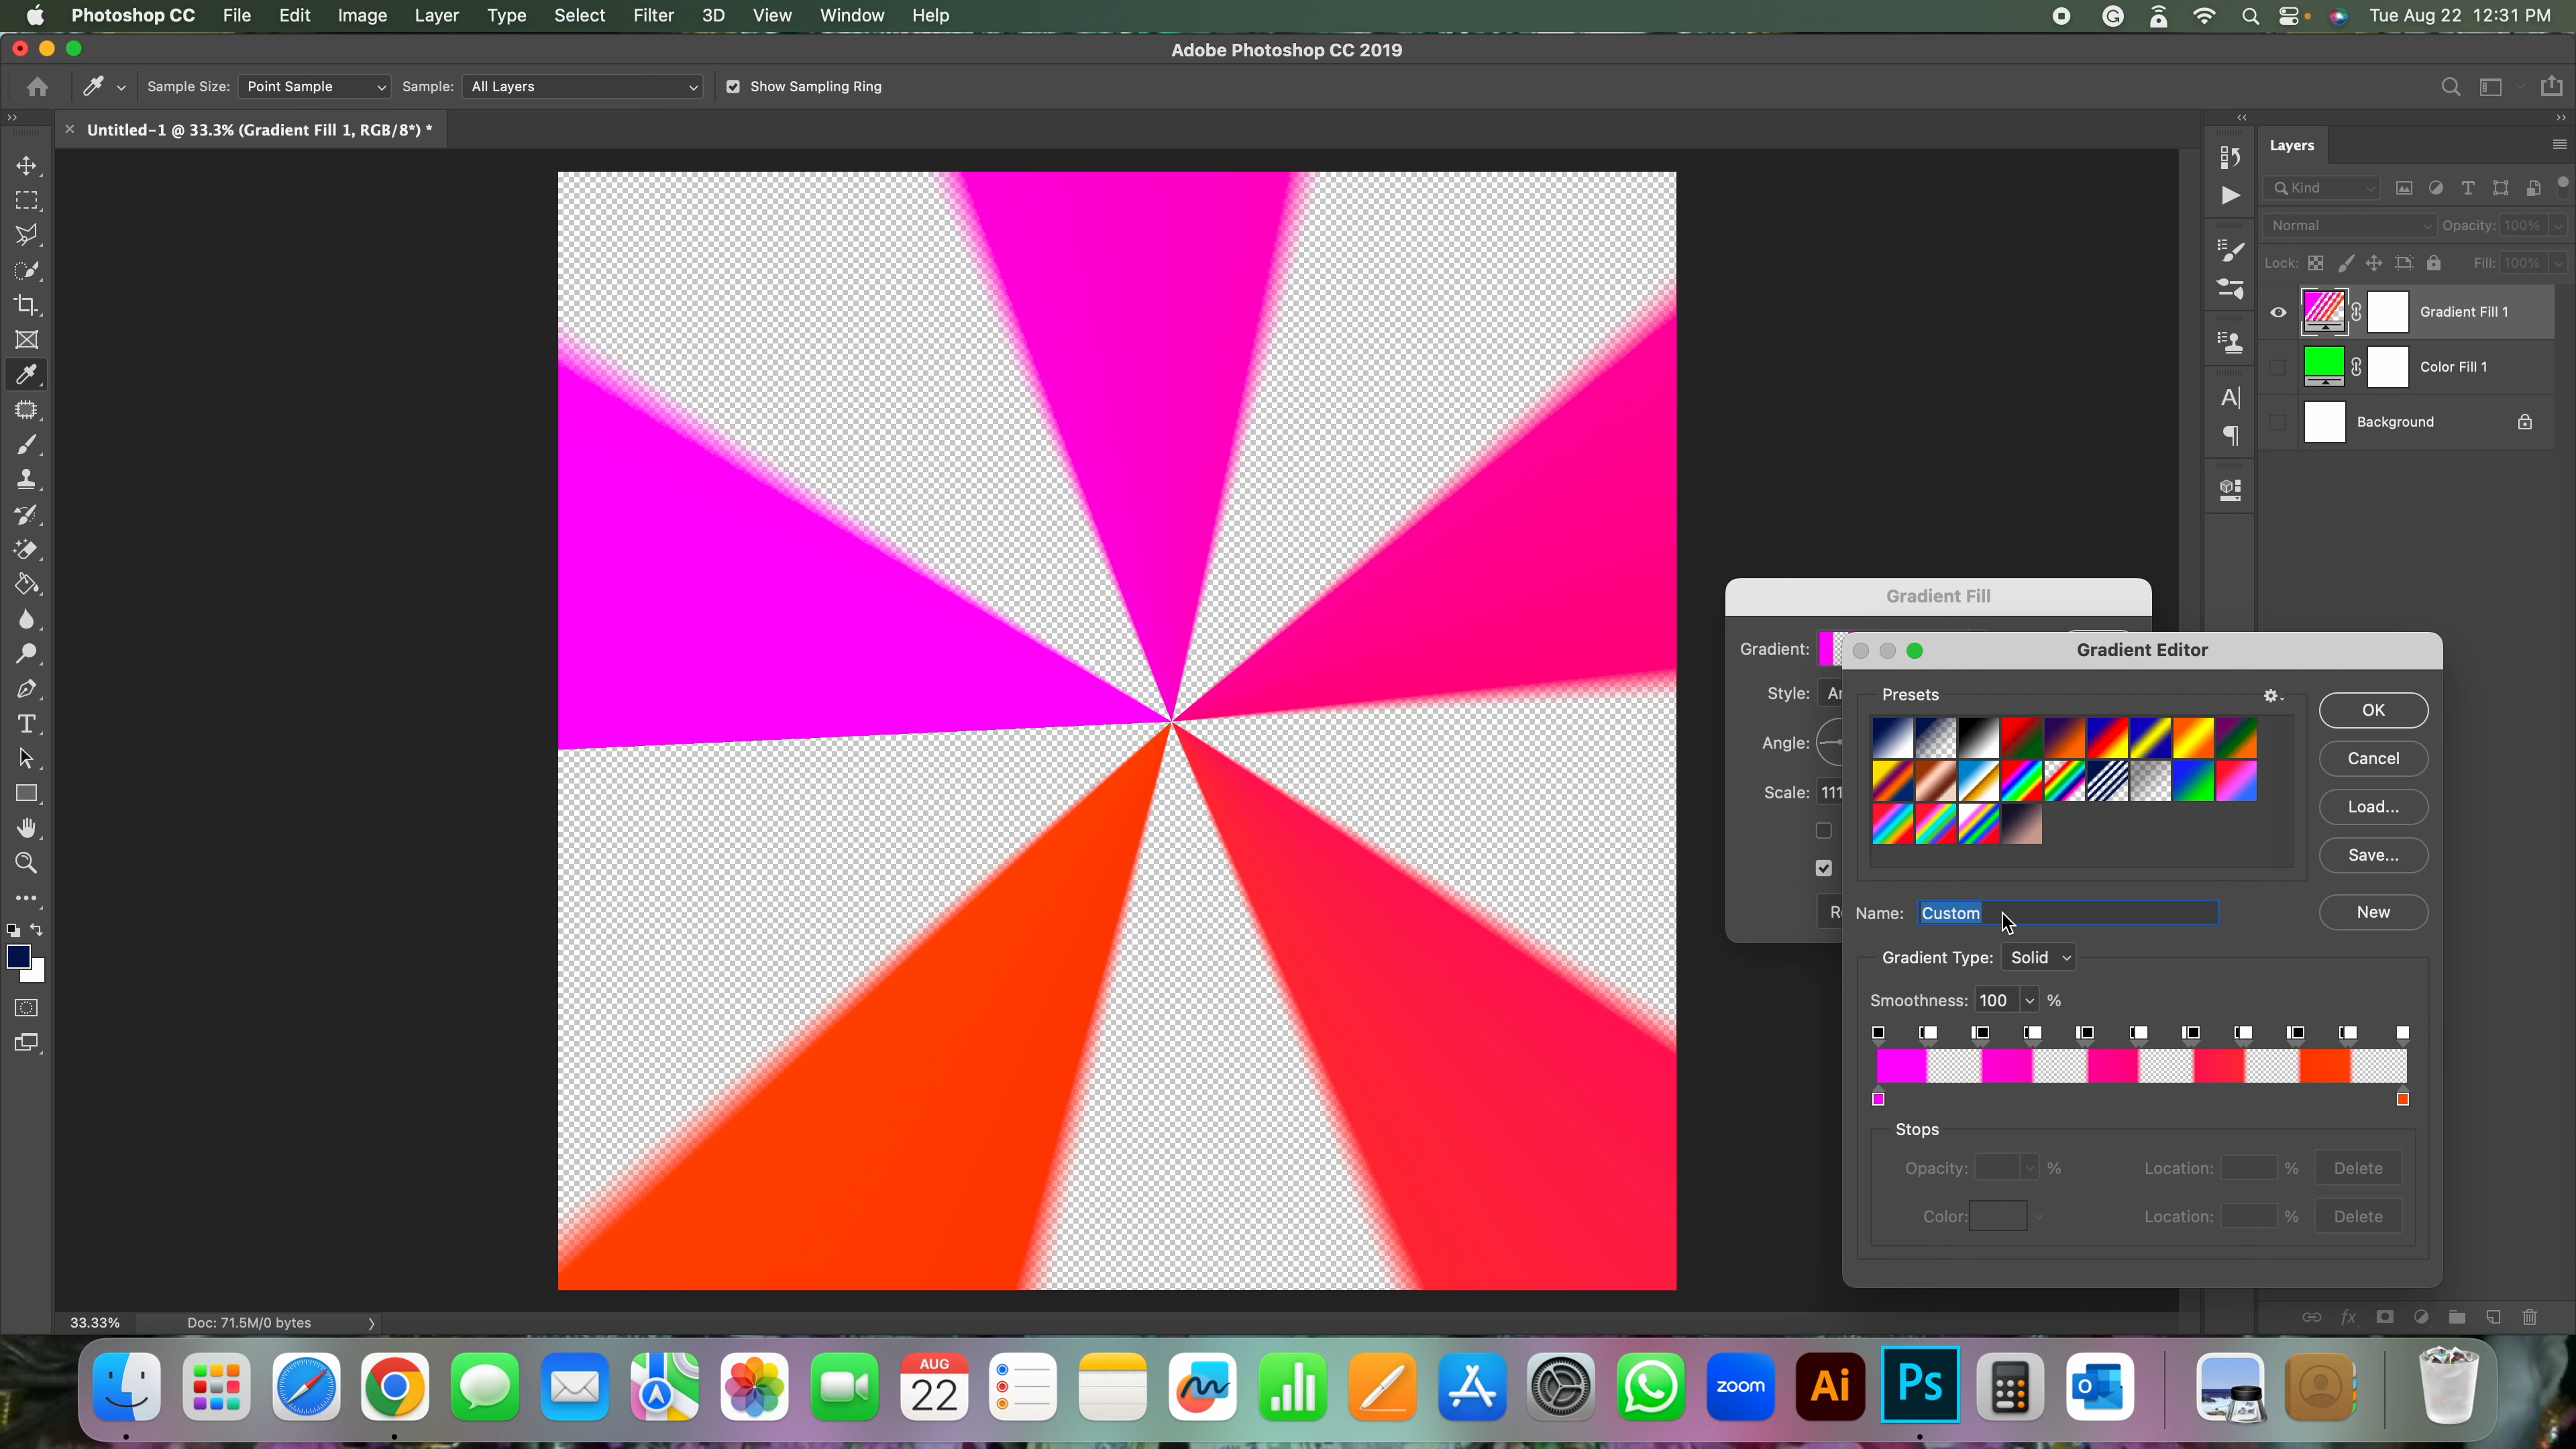 Photoshop CC File Edit Image Layer Type Select Filter 3D View Window Help Tue Aug 22 12:31 PM
Adobe Photoshop CC 2019
Sample Size: Point Sample Sample: All Layers Show Sampling Ring
Untitled-1 @ 33.3% (Gradient Fill 1, RGB/8*) *
Layers
Kind
Normal Opacity: 100%
Lock: Fill: 100%
Gradient Fill 1
Color Fill 1
Background
Gradient Fill
Gradient:
Style:
Angle:
Scale: 111
Gradient Editor
Presets
OK
Cancel
Load...
Save...
Name: Custom
New
Gradient Type: Solid
Smoothness: 100 %
Stops
Opacity: % Location: % Delete
Color: Location: % Delete
33.33% Doc: 71.5M/0 bytes
AUG
22
zoom
Ai
Ps